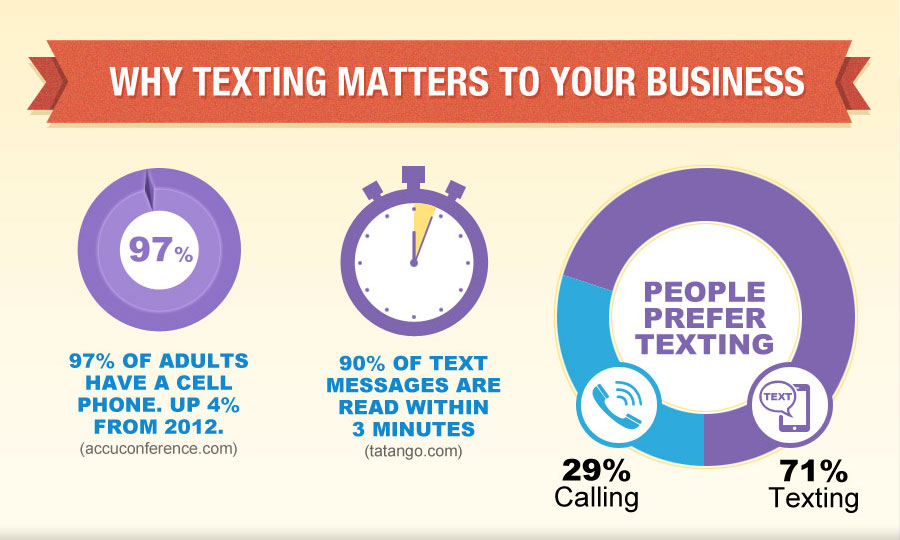 WHY TEXTING MATTERS TO YOUR BUSINESS
97%
97% OF ADULTS
HAVE A CELL
PHONE. UP 4%
FROM 2012.
(accuconference.com)
90% OF TEXT
MESSAGES ARE
READ WITHIN
3 MINUTES
(tatango.com)
PEOPLE
PREFER
TEXTING
TEXT
29%
Calling
71%
Texting